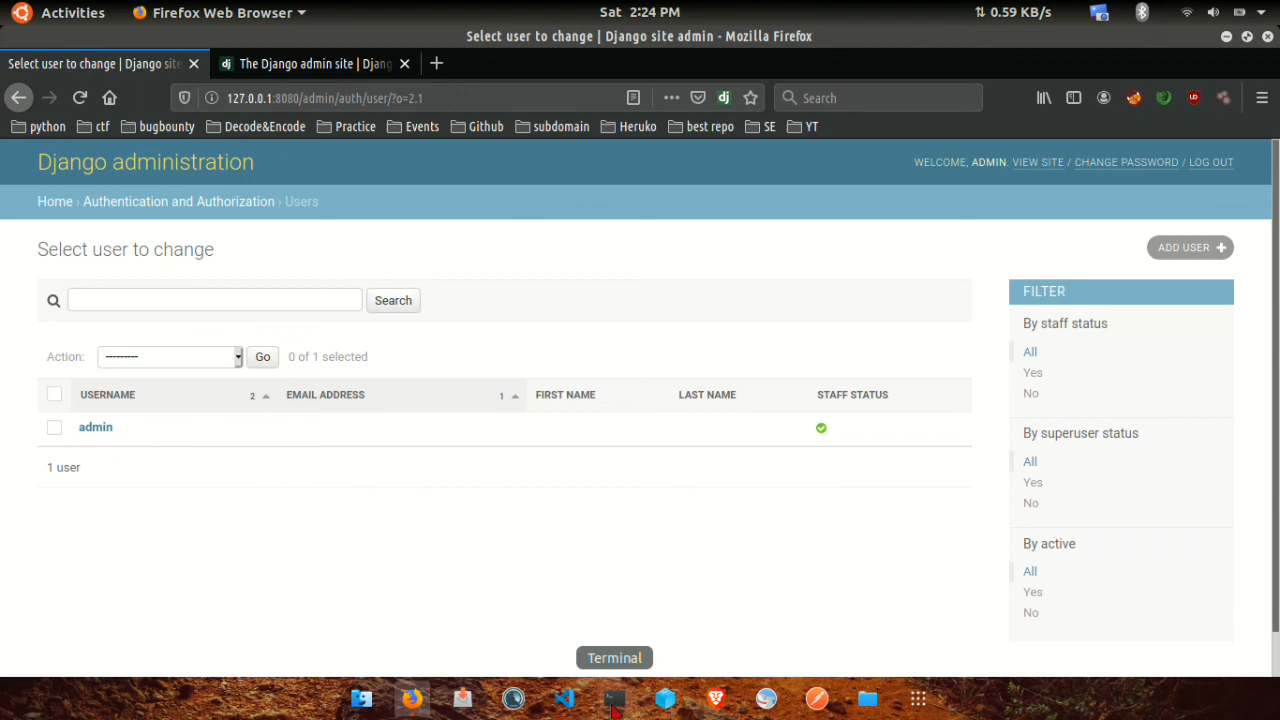 Activities Firefox Web Browser Sat 2:24 PM 0.59 KB/s
Select user to change | Django site admin - Mozilla Firefox
Select user to change | Django site The Django admin site | Djang
127.0.0.1:8080/admin/auth/user/?o=2.1 Search
python ctf bugbounty Decode&Encode Practice Events Github subdomain Heruko best repo SE YT
Django administration WELCOME, ADMIN. VIEW SITE / CHANGE PASSWORD / LOG OUT
Home › Authentication and Authorization › Users
Select user to change ADD USER +
Search
Action: --------- Go 0 of 1 selected
USERNAME 2 EMAIL ADDRESS 1 FIRST NAME LAST NAME STAFF STATUS
admin
1 user
FILTER
By staff status
All
Yes
No
By superuser status
All
Yes
No
By active
All
Yes
No
Terminal